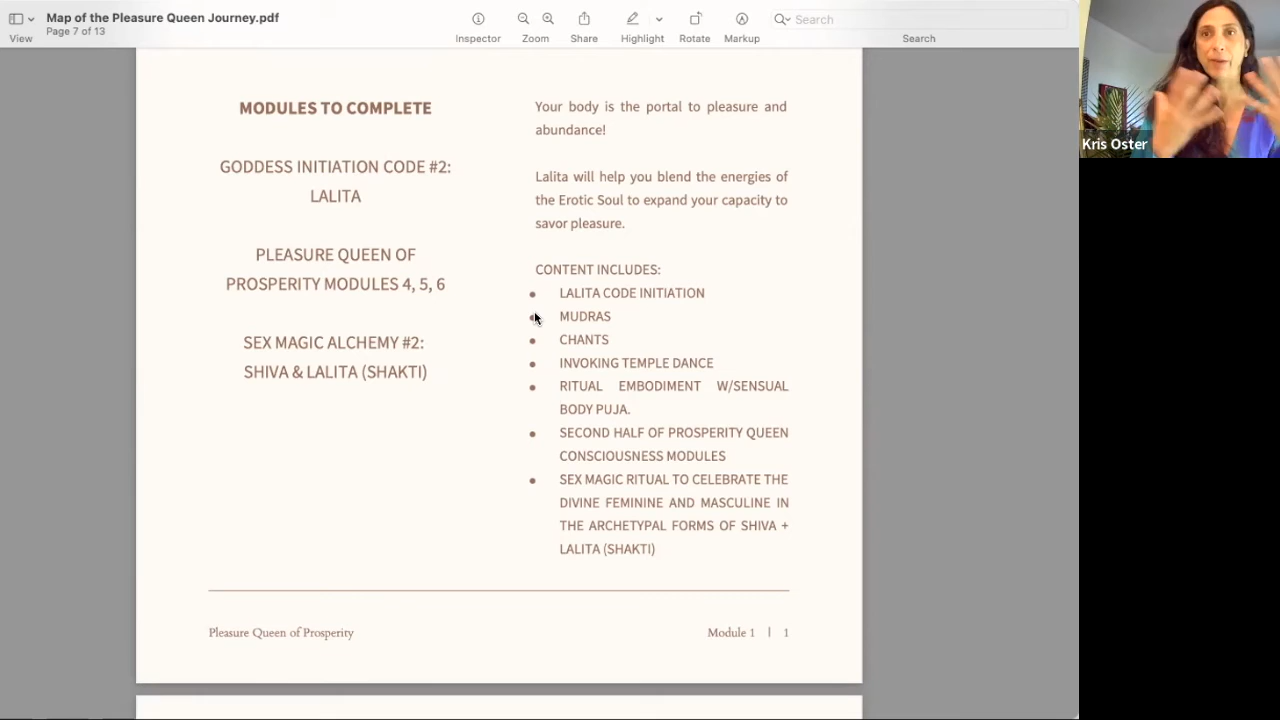 Map of the Pleasure Queen Journey.pdf
Page 7 of 13
View
Inspector
Zoom
Share
Highlight
Rotate
Markup
Search
Search
Kris Oster
MODULES TO COMPLETE
GODDESS INITIATION CODE #2:
LALITA
PLEASURE QUEEN OF
PROSPERITY MODULES 4, 5, 6
SEX MAGIC ALCHEMY #2:
SHIVA & LALITA (SHAKTI)
Your body is the portal to pleasure and
abundance!
Lalita will help you blend the energies of
the Erotic Soul to expand your capacity to
savor pleasure.
CONTENT INCLUDES:
● LALITA CODE INITIATION
● MUDRAS
● CHANTS
● INVOKING TEMPLE DANCE
● RITUAL EMBODIMENT W/SENSUAL
BODY PUJA.
● SECOND HALF OF PROSPERITY QUEEN
CONSCIOUSNESS MODULES
● SEX MAGIC RITUAL TO CELEBRATE THE
DIVINE FEMININE AND MASCULINE IN
THE ARCHETYPAL FORMS OF SHIVA +
LALITA (SHAKTI)
Pleasure Queen of Prosperity
Module 1 | 1